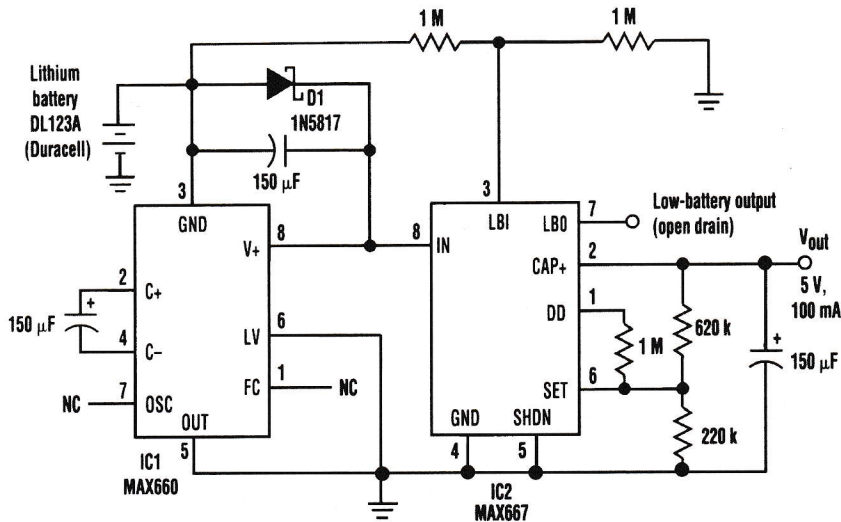 1 M
1 M
Lithium
battery
DL123A
(Duracell)
D1
1N5817
150 μF
3
GND
3
LBI
LBO
7
Low-battery output
(open drain)
V+
8
8
IN
CAP+
2
Vout
5 V,
100 mA
2
C+
+
150 μF
4
C–
LV
6
DD
1
1 M
620 k
+
150 μF
NC
7
OSC
FC
1
NC
SET
6
OUT
5
GND
4
SHDN
5
220 k
IC1
MAX660
IC2
MAX667